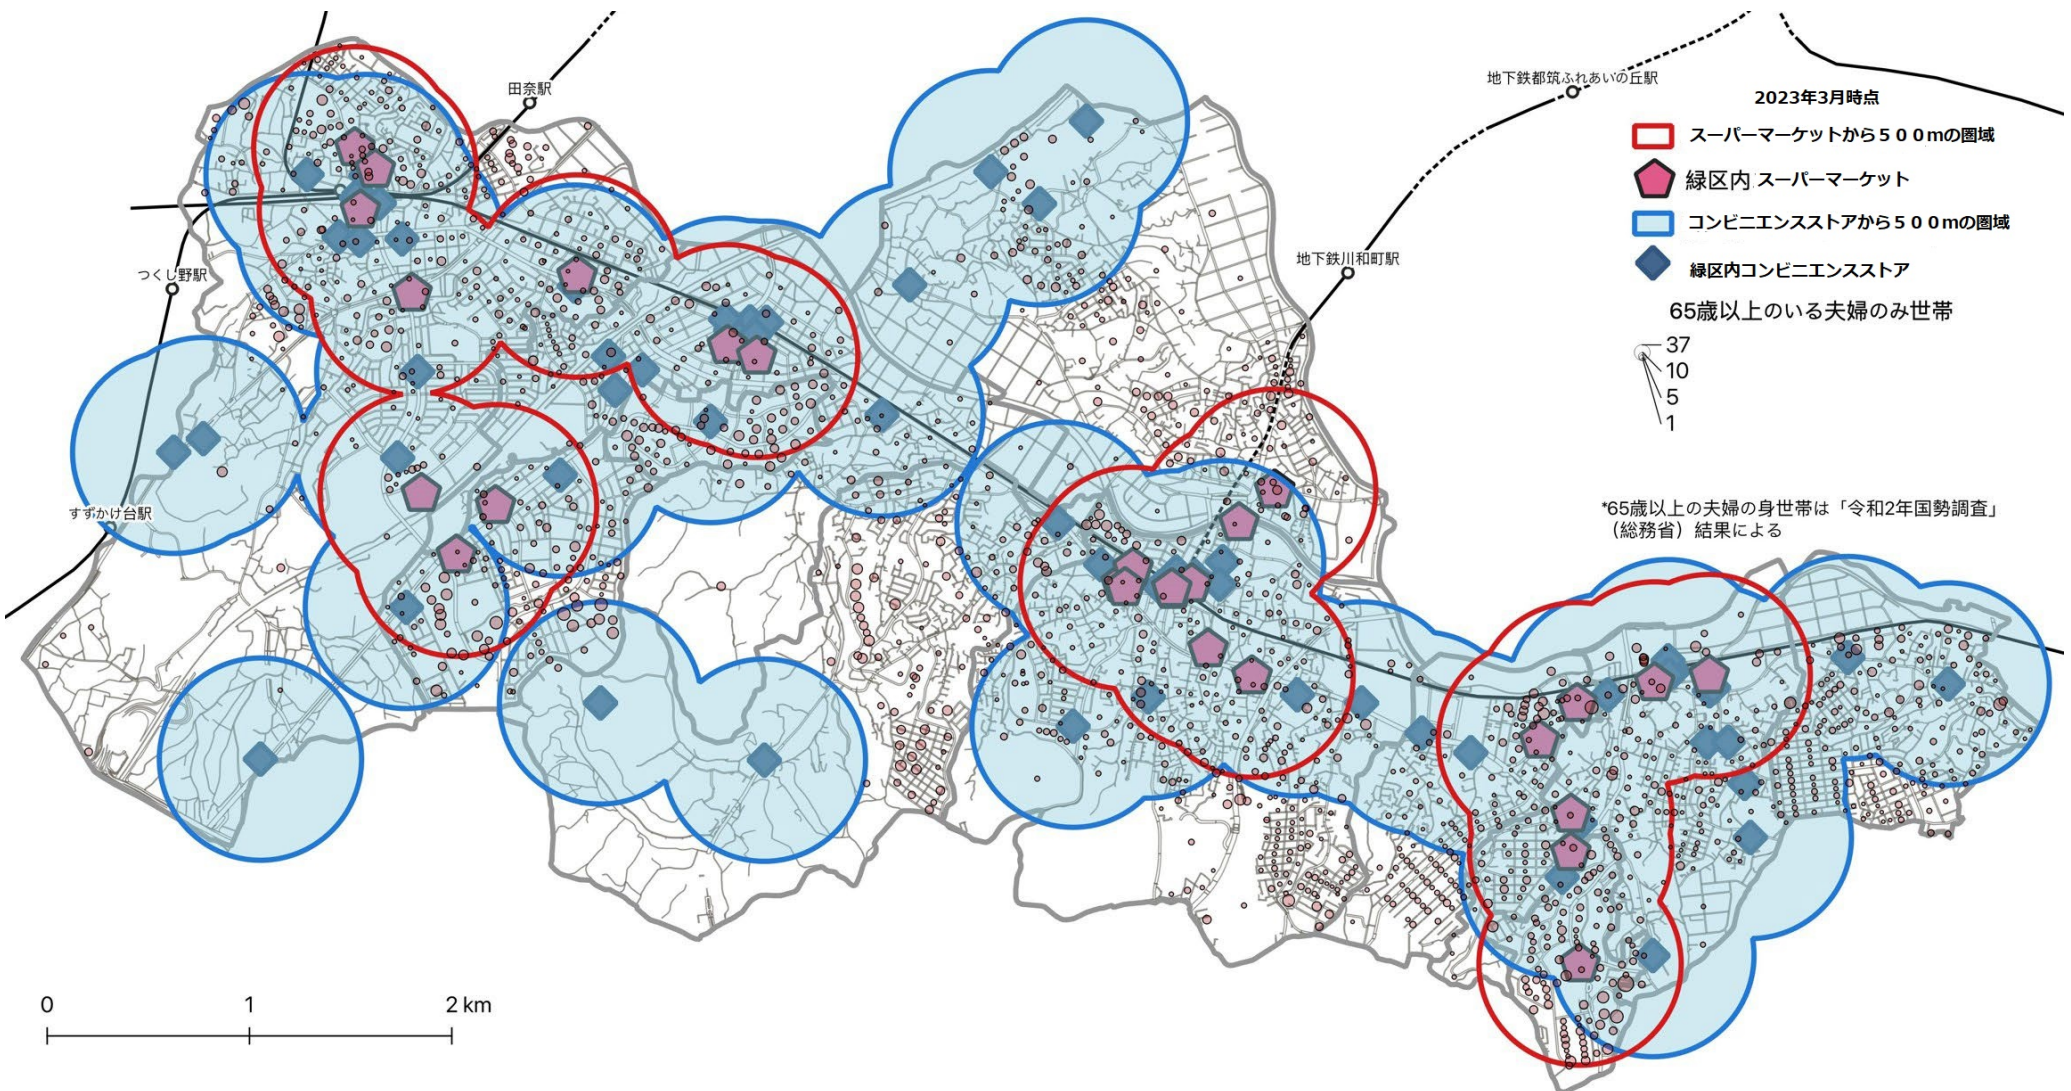 田奈駅
地下鉄都筑ふれあいの丘駅
2023年3月時点
スーパーマーケットから５００mの圏域
緑区内 スーパーマーケット
コンビニエンスストアから５００mの圏域
緑区内コンビニエンスストア
65歳以上のいる夫婦のみ世帯
37
10
5
1
地下鉄川和町駅
つくし野駅
すずかけ台駅
*65歳以上の夫婦の身世帯は「令和2年国勢調査」
（総務省）結果による
0 1 2 km